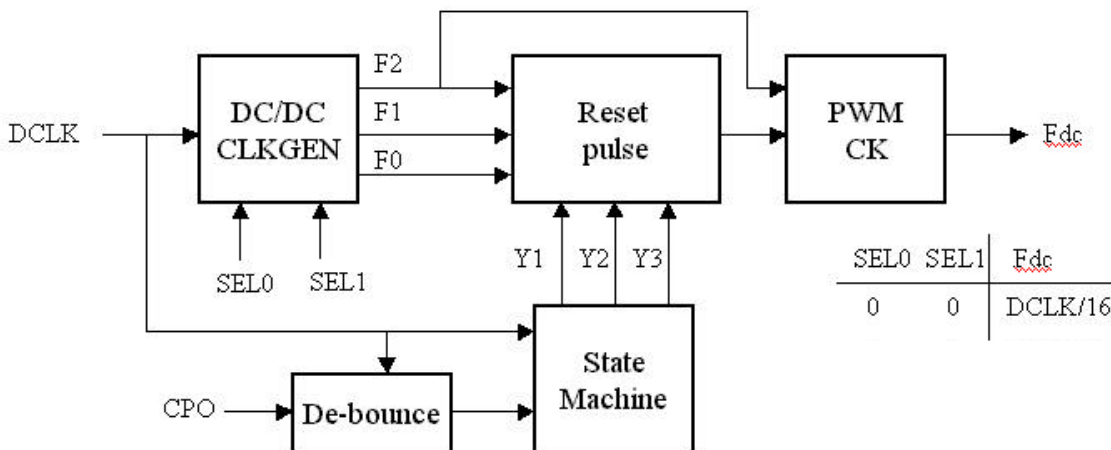 F2
DCLK
DC/DC
CLKGEN
F1
F0
Reset
pulse
PWM
CK
Fdc
SEL0
SEL1
Y1
Y2
Y3
SEL0 SEL1 Fdc
0 0 DCLK/16
State
Machine
CPO
De-bounce